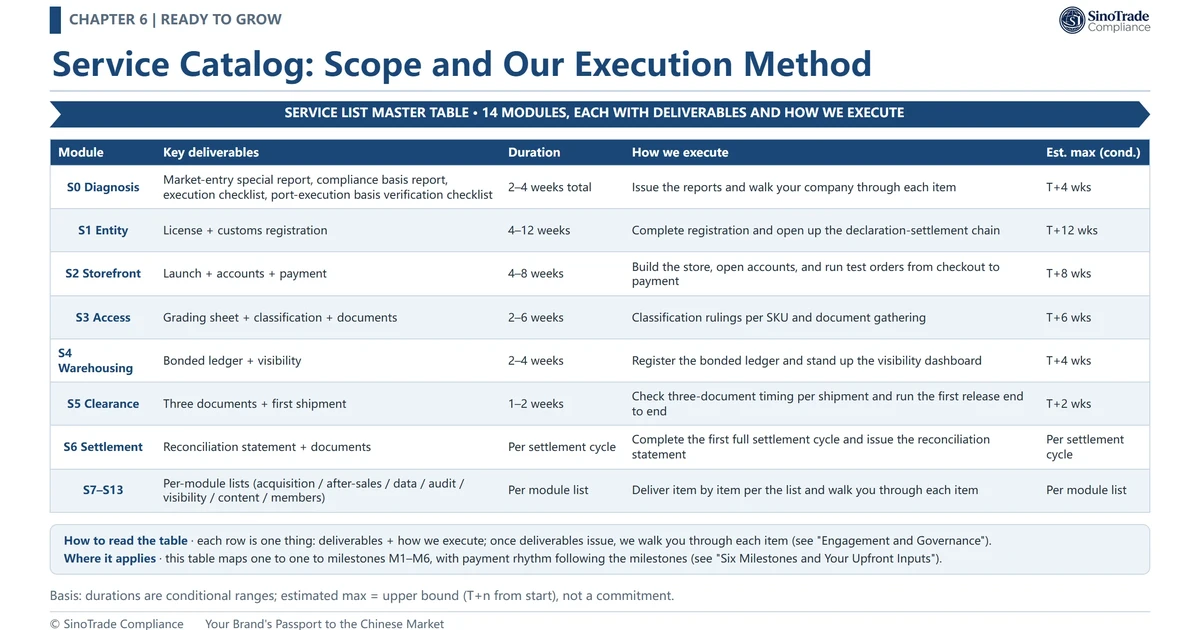 CHAPTER 6 | READY TO GROW
SinoTrade
Compliance
Service Catalog: Scope and Our Execution Method
SERVICE LIST MASTER TABLE • 14 MODULES, EACH WITH DELIVERABLES AND HOW WE EXECUTE
Module Key deliverables Duration How we execute Est. max (cond.)
S0 Diagnosis
Market-entry special report, compliance basis report,
execution checklist, port-execution basis verification checklist
2–4 weeks total
Issue the reports and walk your company through each item
T+4 wks
S1 Entity
License + customs registration
4–12 weeks
Complete registration and open up the declaration-settlement chain
T+12 wks
S2 Storefront
Launch + accounts + payment
4–8 weeks
Build the store, open accounts, and run test orders from checkout to
payment
T+8 wks
S3 Access
Grading sheet + classification + documents
2–6 weeks
Classification rulings per SKU and document gathering
T+6 wks
S4
Warehousing
Bonded ledger + visibility
2–4 weeks
Register the bonded ledger and stand up the visibility dashboard
T+4 wks
S5 Clearance
Three documents + first shipment
1–2 weeks
Check three-document timing per shipment and run the first release end
to end
T+2 wks
S6 Settlement
Reconciliation statement + documents
Per settlement cycle
Complete the first full settlement cycle and issue the reconciliation
statement
Per settlement
cycle
S7–S13
Per-module lists (acquisition / after-sales / data / audit /
visibility / content / members)
Per module list
Deliver item by item per the list and walk you through each item
Per module list
How to read the table · each row is one thing: deliverables + how we execute; once deliverables issue, we walk you through each item (see "Engagement and Governance").
Where it applies · this table maps one to one to milestones M1–M6, with payment rhythm following the milestones (see "Six Milestones and Your Upfront Inputs").
Basis: durations are conditional ranges; estimated max = upper bound (T+n from start), not a commitment.
© SinoTrade Compliance Your Brand's Passport to the Chinese Market